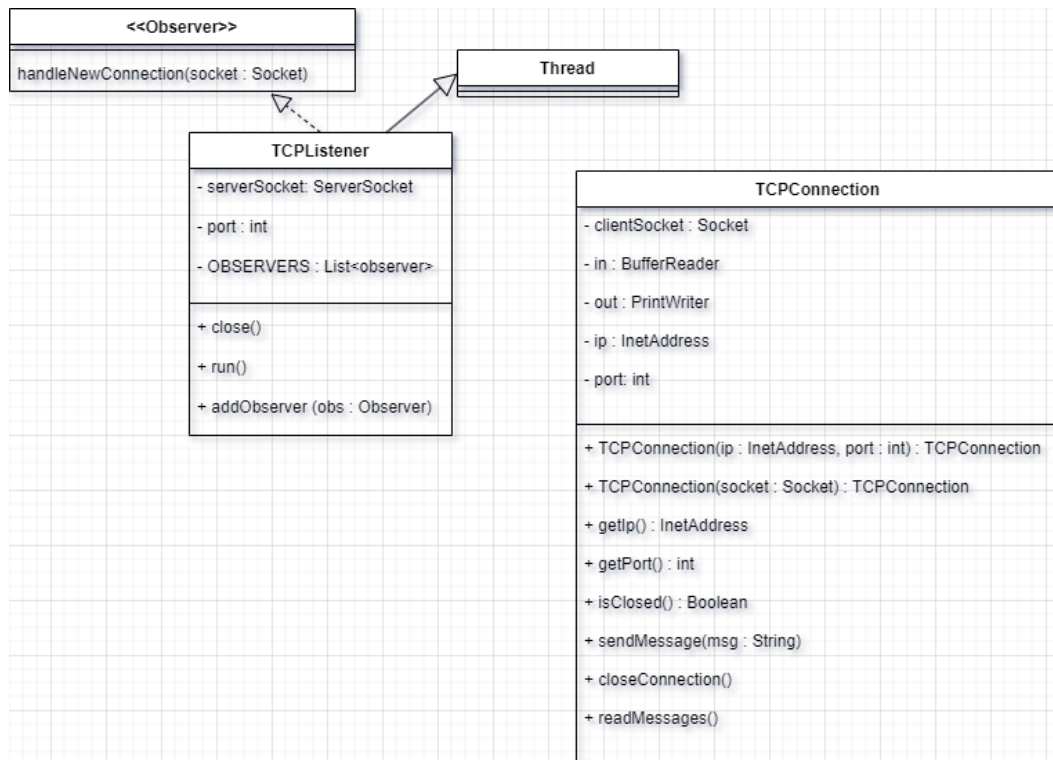 <<Observer>>
handleNewConnection(socket : Socket)
Thread
TCPListener
- serverSocket: ServerSocket
- port : int
- OBSERVERS : List<observer>
+ close()
+ run()
+ addObserver (obs : Observer)
TCPConnection
- clientSocket : Socket
- in : BufferReader
- out : PrintWriter
- ip : InetAddress
- port: int
+ TCPConnection(ip : InetAddress, port : int) : TCPConnection
+ TCPConnection(socket : Socket) : TCPConnection
+ getIp() : InetAddress
+ getPort() : int
+ isClosed() : Boolean
+ sendMessage(msg : String)
+ closeConnection()
+ readMessages()